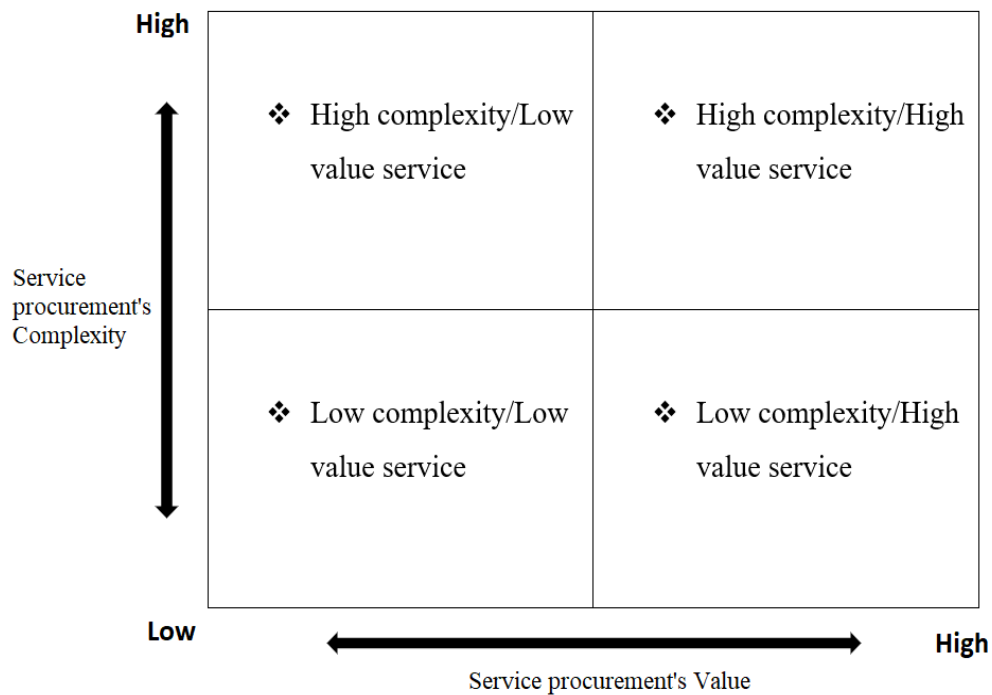 High
❖ High complexity/Low
value service
❖ High complexity/High
value service
Service
procurement's
Complexity
❖ Low complexity/Low
value service
❖ Low complexity/High
value service
Low
High
Service procurement's Value